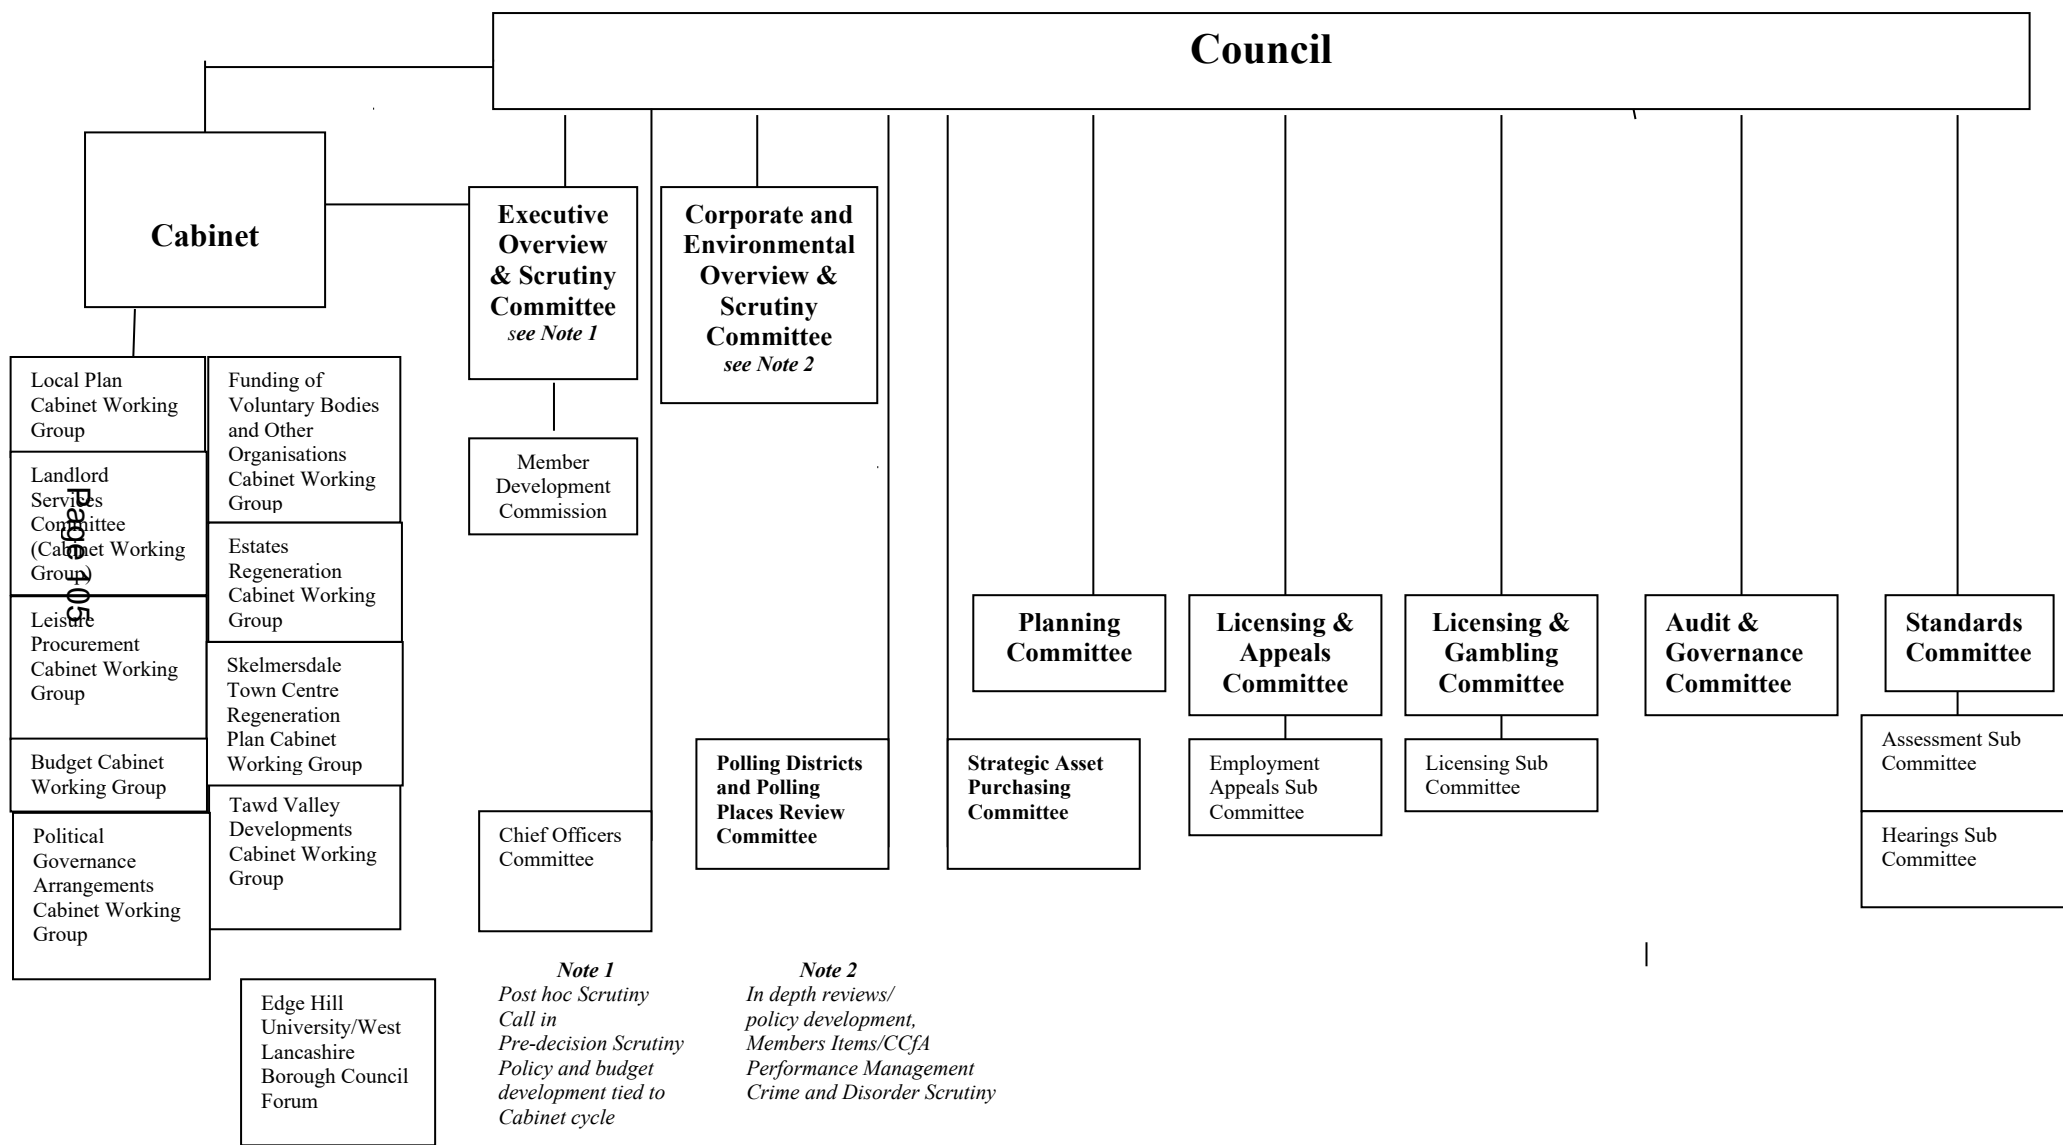 Council
Cabinet
Executive
Overview
& Scrutiny
Committee
see Note 1
Corporate and
Environmental
Overview &
Scrutiny
Committee
see Note 2
Local Plan
Cabinet Working
Group
Landlord
Services
Committee
(Cabinet Working
Group)
Leisure
Procurement
Cabinet Working
Group
Budget Cabinet
Working Group
Political
Governance
Arrangements
Cabinet Working
Group
Page 105
Funding of
Voluntary Bodies
and Other
Organisations
Cabinet Working
Group
Estates
Regeneration
Cabinet Working
Group
Skelmersdale
Town Centre
Regeneration
Plan Cabinet
Working Group
Tawd Valley
Developments
Cabinet Working
Group
Edge Hill
University/West
Lancashire
Borough Council
Forum
Member
Development
Commission
Chief Officers
Committee
Polling Districts
and Polling
Places Review
Committee
Strategic Asset
Purchasing
Committee
Planning
Committee
Licensing &
Appeals
Committee
Employment
Appeals Sub
Committee
Licensing &
Gambling
Committee
Licensing Sub
Committee
Audit &
Governance
Committee
Standards
Committee
Assessment Sub
Committee
Hearings Sub
Committee
Note 1
Post hoc Scrutiny
Call in
Pre-decision Scrutiny
Policy and budget
development tied to
Cabinet cycle
Note 2
In depth reviews/
policy development,
Members Items/CCfA
Performance Management
Crime and Disorder Scrutiny